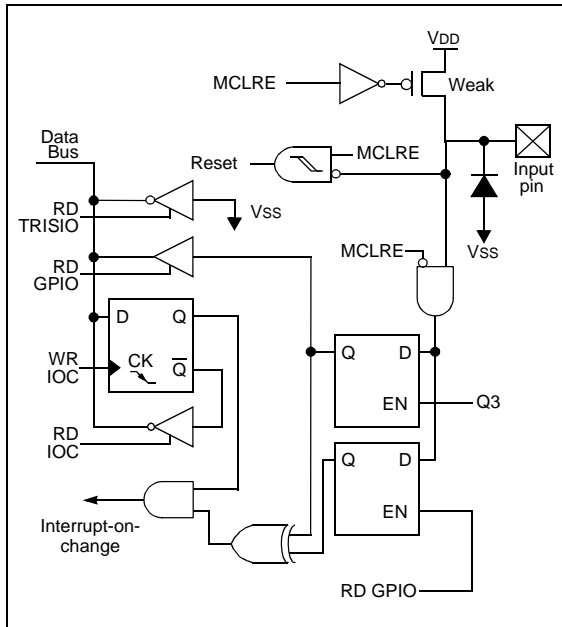 VDD
MCLRE
Weak
Data
Bus
MCLRE
Reset
Input
pin
RD
TRISIO
VSS
VSS
RD
GPIO
MCLRE
D
Q
Q
D
WR
IOC
CK
Q
EN
Q3
RD
IOC
Q
D
EN
Interrupt-on-
change
RD GPIO